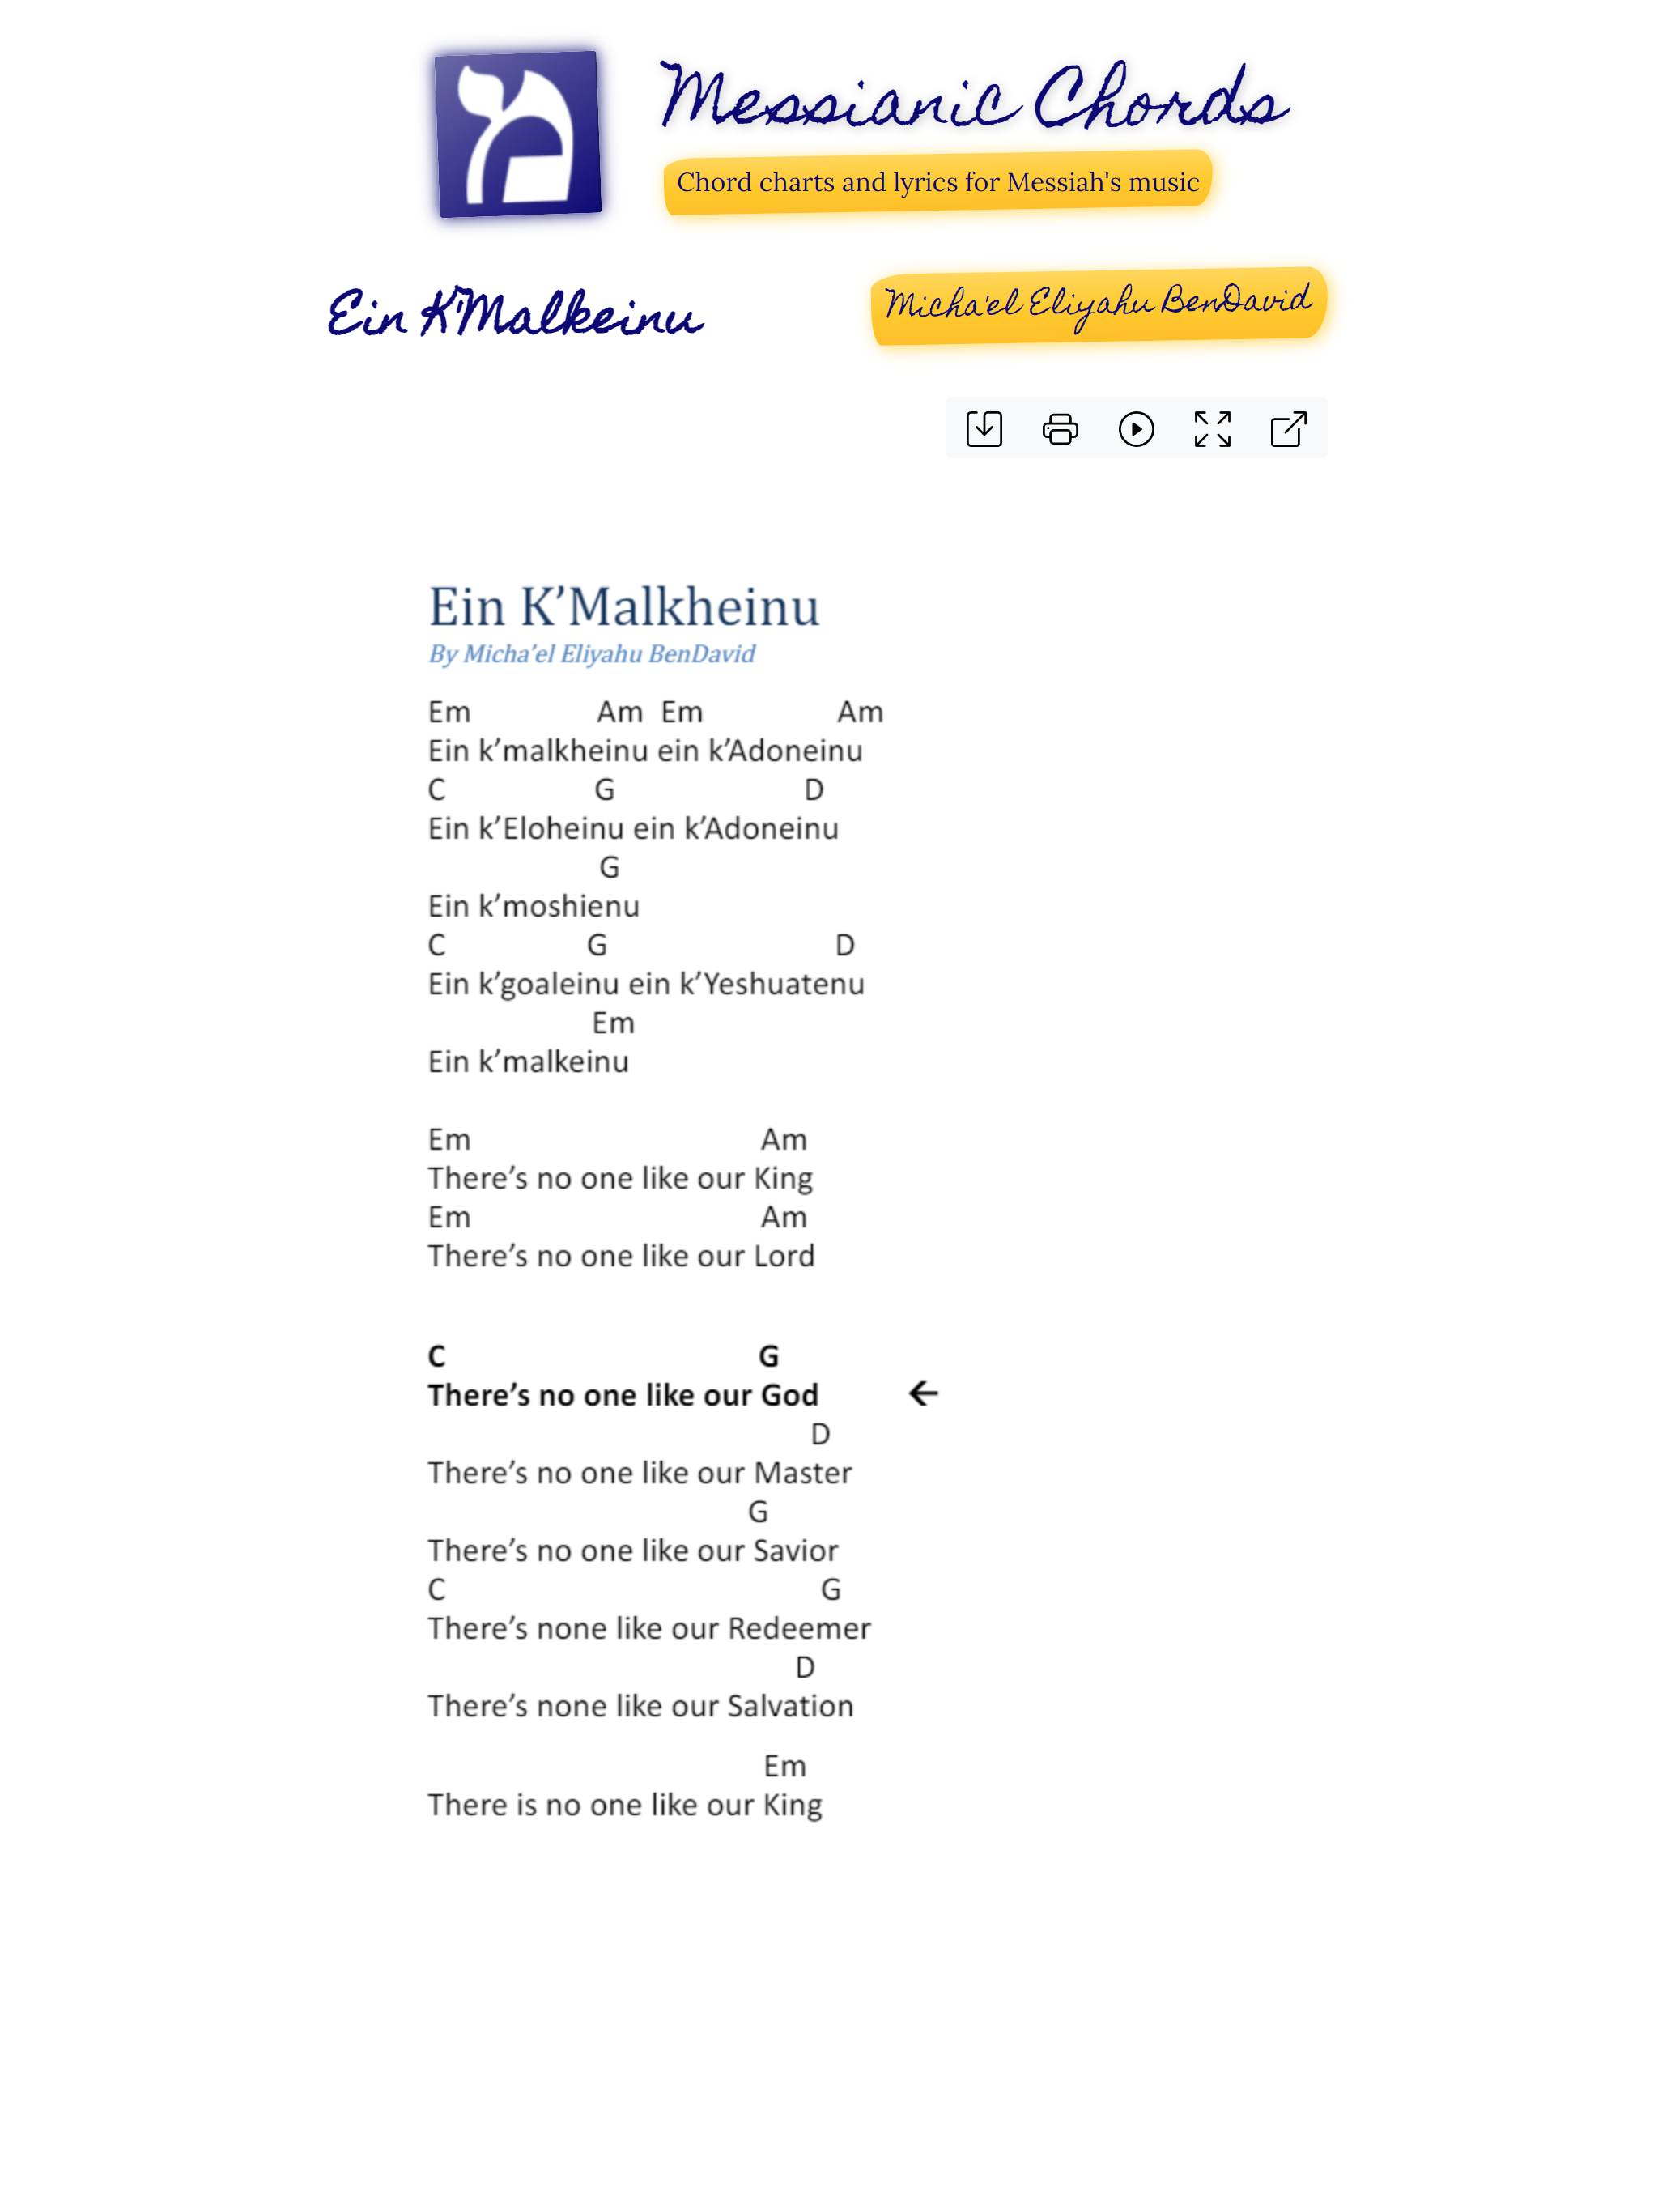 מ
Messianic Chords
Chord charts and lyrics for Messiah's music
Ein K'Malkeinu
Micha'el Eliyahu BenDavid
Ein K’Malkheinu
By Micha’el Eliyahu BenDavid
Em Am Em Am
Ein k’malkheinu ein k’Adoneinu
C G D
Ein k’Eloheinu ein k’Adoneinu
G
Ein k’moshienu
C G D
Ein k’goaleinu ein k’Yeshuatenu
Em
Ein k’malkeinu
Em Am
There’s no one like our King
Em Am
There’s no one like our Lord
C G
There’s no one like our God ←
D
There’s no one like our Master
G
There’s no one like our Savior
C G
There’s none like our Redeemer
D
There’s none like our Salvation
Em
There is no one like our King